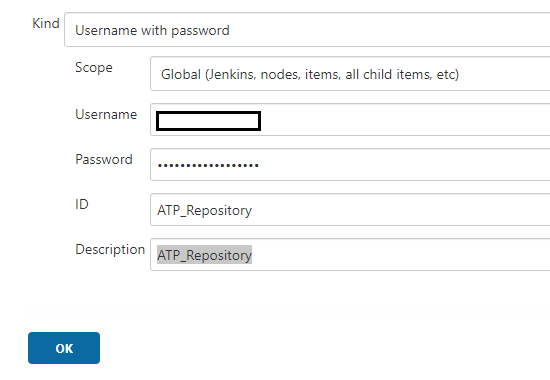 Kind Username with password
Scope Global (Jenkins, nodes, items, all child items, etc)
Username
Password ••••••••••••••••••
ID ATP_Repository
Description ATP_Repository
OK